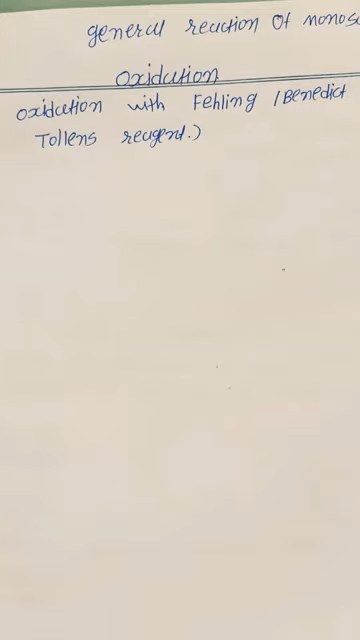 general reaction of monos
Oxidation
oxidation with Fehling /Benedict
Tollens reagent.)